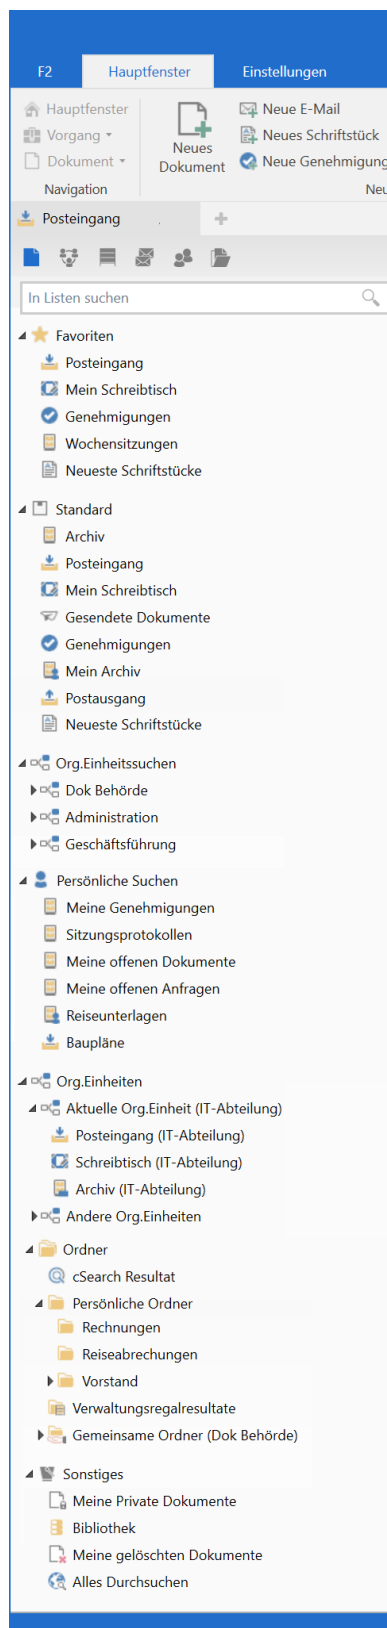 F2 Hauptfenster Einstellungen
Hauptfenster
Vorgang
Dokument
Navigation
Neues
Dokument
Neue E-Mail
Neues Schriftstück
Neue Genehmigung
Neu
Posteingang
In Listen suchen
Favoriten
Posteingang
Mein Schreibtisch
Genehmigungen
Wochensitzungen
Neueste Schriftstücke
Standard
Archiv
Posteingang
Mein Schreibtisch
Gesendete Dokumente
Genehmigungen
Mein Archiv
Postausgang
Neueste Schriftstücke
Org.Einheitssuchen
Dok Behörde
Administration
Geschäftsführung
Persönliche Suchen
Meine Genehmigungen
Sitzungsprotokollen
Meine offenen Dokumente
Meine offenen Anfragen
Reiseunterlagen
Baupläne
Org.Einheiten
Aktuelle Org.Einheit (IT-Abteilung)
Posteingang (IT-Abteilung)
Schreibtisch (IT-Abteilung)
Archiv (IT-Abteilung)
Andere Org.Einheiten
Ordner
cSearch Resultat
Persönliche Ordner
Rechnungen
Reiseabrechungen
Vorstand
Verwaltungsregalresultate
Gemeinsame Ordner (Dok Behörde)
Sonstiges
Meine Private Dokumente
Bibliothek
Meine gelöschten Dokumente
Alles Durchsuchen